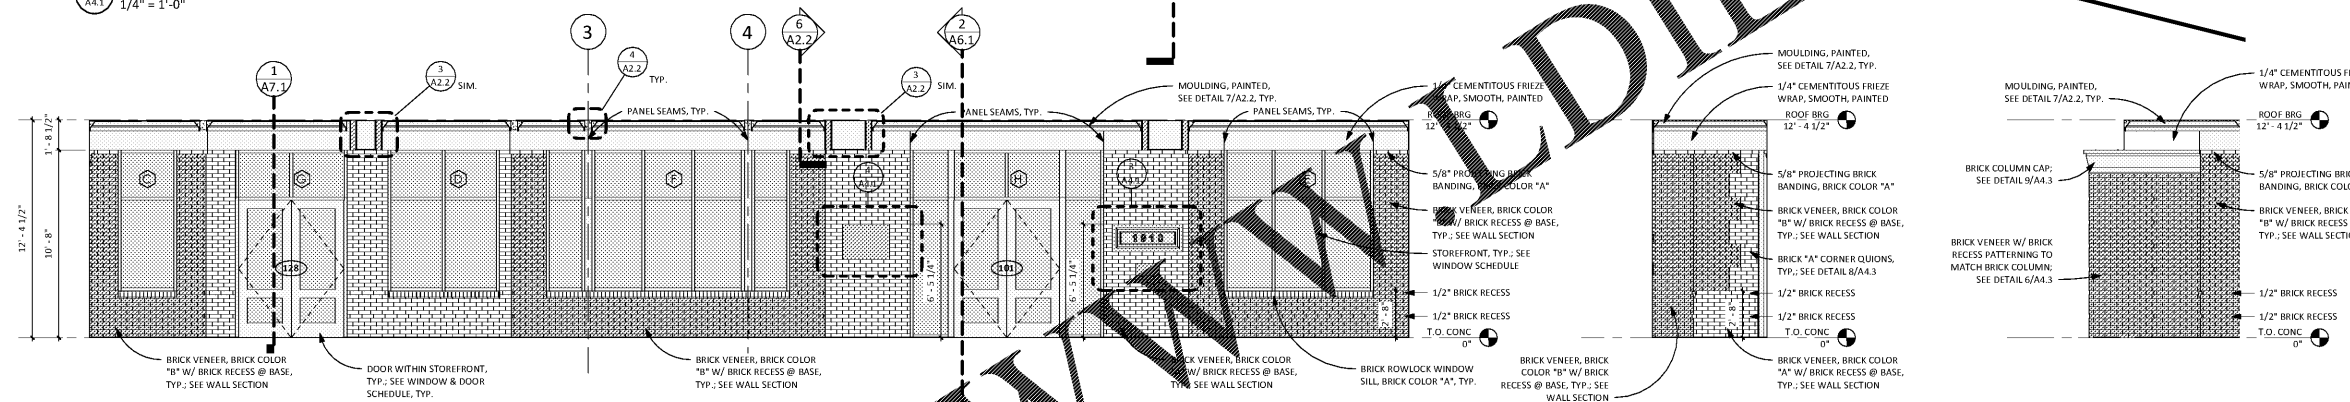 A4.1
1/4" = 1'-0"
1
A7.1
3
A2.2
SIM.
3
4
A2.2
TYP.
4
6
A2.2
3
A2.2
SIM.
2
A6.1
PANEL SEAMS, TYP.
PANEL SEAMS, TYP.
MOULDING, PAINTED,
SEE DETAIL 7/A2.2, TYP.
PANEL SEAMS, TYP.
1/4" CEMENTITOUS FRIEZE
WRAP, SMOOTH, PAINTED
ROOF BRG
12' - 4 1/2"
12' - 4 1/2"
1' - 8 1/2"
10' - 8"
C
G
D
F
H
E
128
101
1910
6' - 5 1/4"
6' - 5 1/4"
2' - 8"
5/8" PROJECTING BRICK
BANDING, BRICK COLOR "A"
BRICK VENEER, BRICK COLOR
"B" W/ BRICK RECESS @ BASE,
TYP.; SEE WALL SECTION
STOREFRONT, TYP.; SEE
WINDOW SCHEDULE
1/2" BRICK RECESS
1/2" BRICK RECESS
T.O. CONC
0"
BRICK VENEER, BRICK COLOR
"B" W/ BRICK RECESS @ BASE,
TYP.; SEE WALL SECTION
DOOR WITHIN STOREFRONT,
TYP.; SEE WINDOW & DOOR
SCHEDULE, TYP.
BRICK VENEER, BRICK COLOR
"B" W/ BRICK RECESS @ BASE,
TYP.; SEE WALL SECTION
BRICK VENEER, BRICK COLOR
"A" W/ BRICK RECESS @ BASE,
TYP.; SEE WALL SECTION
BRICK ROWLOCK WINDOW
SILL, BRICK COLOR "A", TYP.
MOULDING, PAINTED,
SEE DETAIL 7/A2.2, TYP.
1/4" CEMENTITOUS FRIEZE
WRAP, SMOOTH, PAINTED
ROOF BRG
12' - 4 1/2"
5/8" PROJECTING BRICK
BANDING, BRICK COLOR "A"
BRICK VENEER, BRICK COLOR
"B" W/ BRICK RECESS @ BASE,
TYP.; SEE WALL SECTION
BRICK "A" CORNER QUIONS,
TYP., SEE DETAIL 8/A4.3
1/2" BRICK RECESS
1/2" BRICK RECESS
2' - 8"
T.O. CONC
0"
BRICK VENEER, BRICK
COLOR "B" W/ BRICK
RECESS @ BASE, TYP.; SEE
WALL SECTION
BRICK VENEER, BRICK COLOR
"A" W/ BRICK RECESS @ BASE,
TYP.; SEE WALL SECTION
MOULDING, PAINTED,
SEE DETAIL 7/A2.2, TYP.
1/4" CEMENTITOUS F
WRAP, SMOOTH, PAIN
ROOF BRG
12' - 4 1/2"
BRICK COLUMN CAP;
SEE DETAIL 9/A4.3
5/8" PROJECTING BRI
BANDING, BRICK COLO
BRICK VENEER, BRICK
"B" W/ BRICK RECESS
TYP.; SEE WALL SECTI
BRICK VENEER W/ BRICK
RECESS PATTERNING TO
MATCH BRICK COLUMN;
SEE DETAIL 6/A4.3
1/2" BRICK RECESS
1/2" BRICK RECESS
T.O. CONC
0"
WWW.LDI